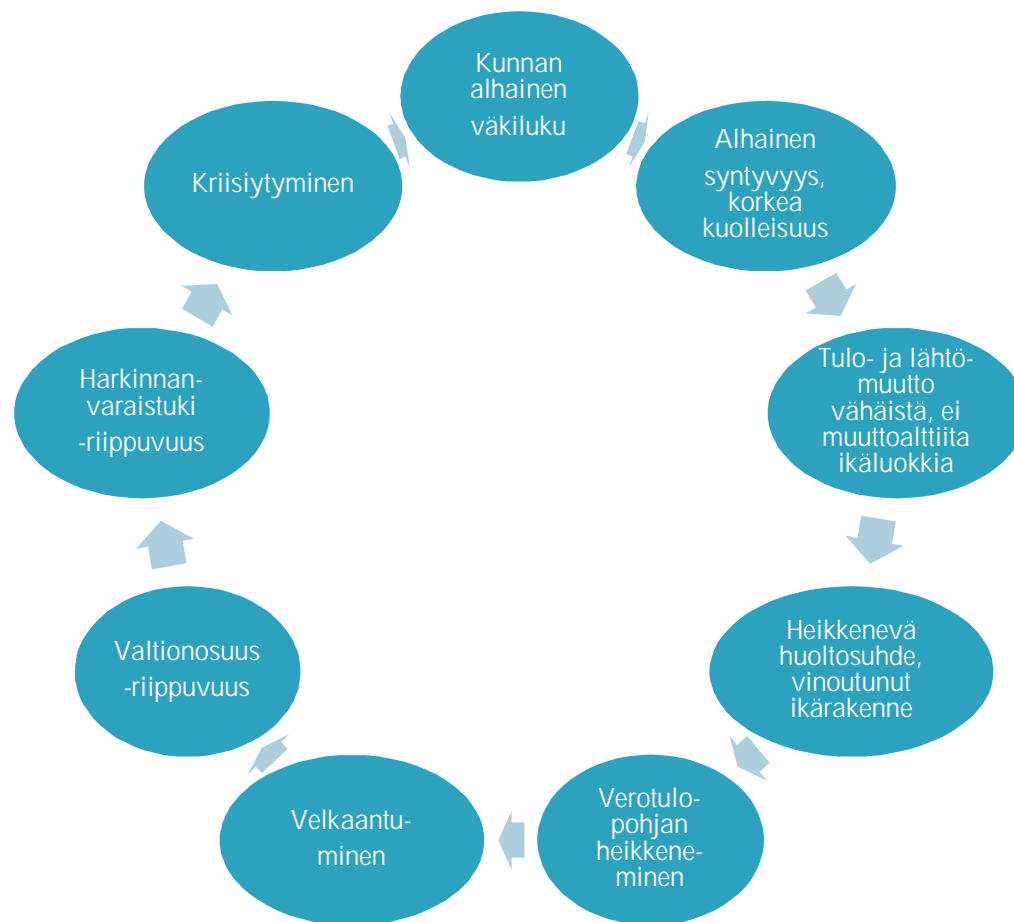 Kunnan
alhainen
väkiluku
Alhainen
syntyvyys,
korkea
kuolleisuus
Tulo- ja lähtö-
muutto
vähäistä, ei
muuttoalttiita
ikäluokkia
Heikkenevä
huoltosuhde,
vinoutunut
ikärakenne
Verotulo-
pohjan
heikkene-
minen
Velkaantu-
minen
Valtionosuus
-riippuvuus
Harkinnan-
varaistuki
-riippuvuus
Kriisiytyminen